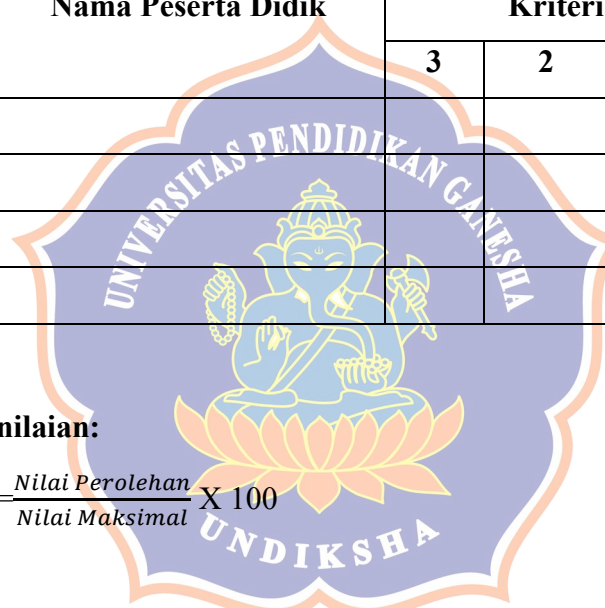 Nama Peserta Didik Kriteri
3 2
UNIVERSITAS PENDIDIKAN GANESHA
nilaian:
= Nilai Perolehan
Nilai Maksimal X 100
UNDIKSHA